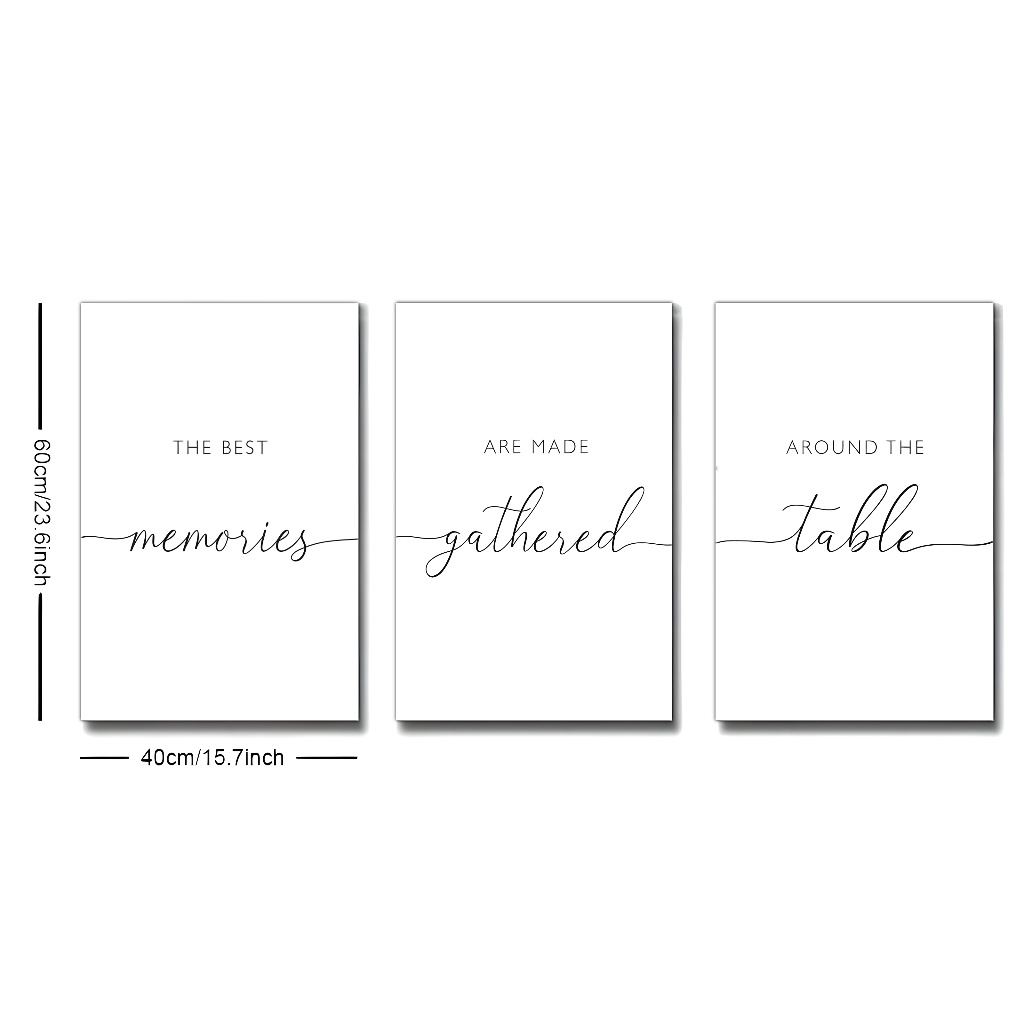 THE BEST
memories
ARE MADE
gathered
AROUND THE
table
60cm/23.6inch
40cm/15.7inch